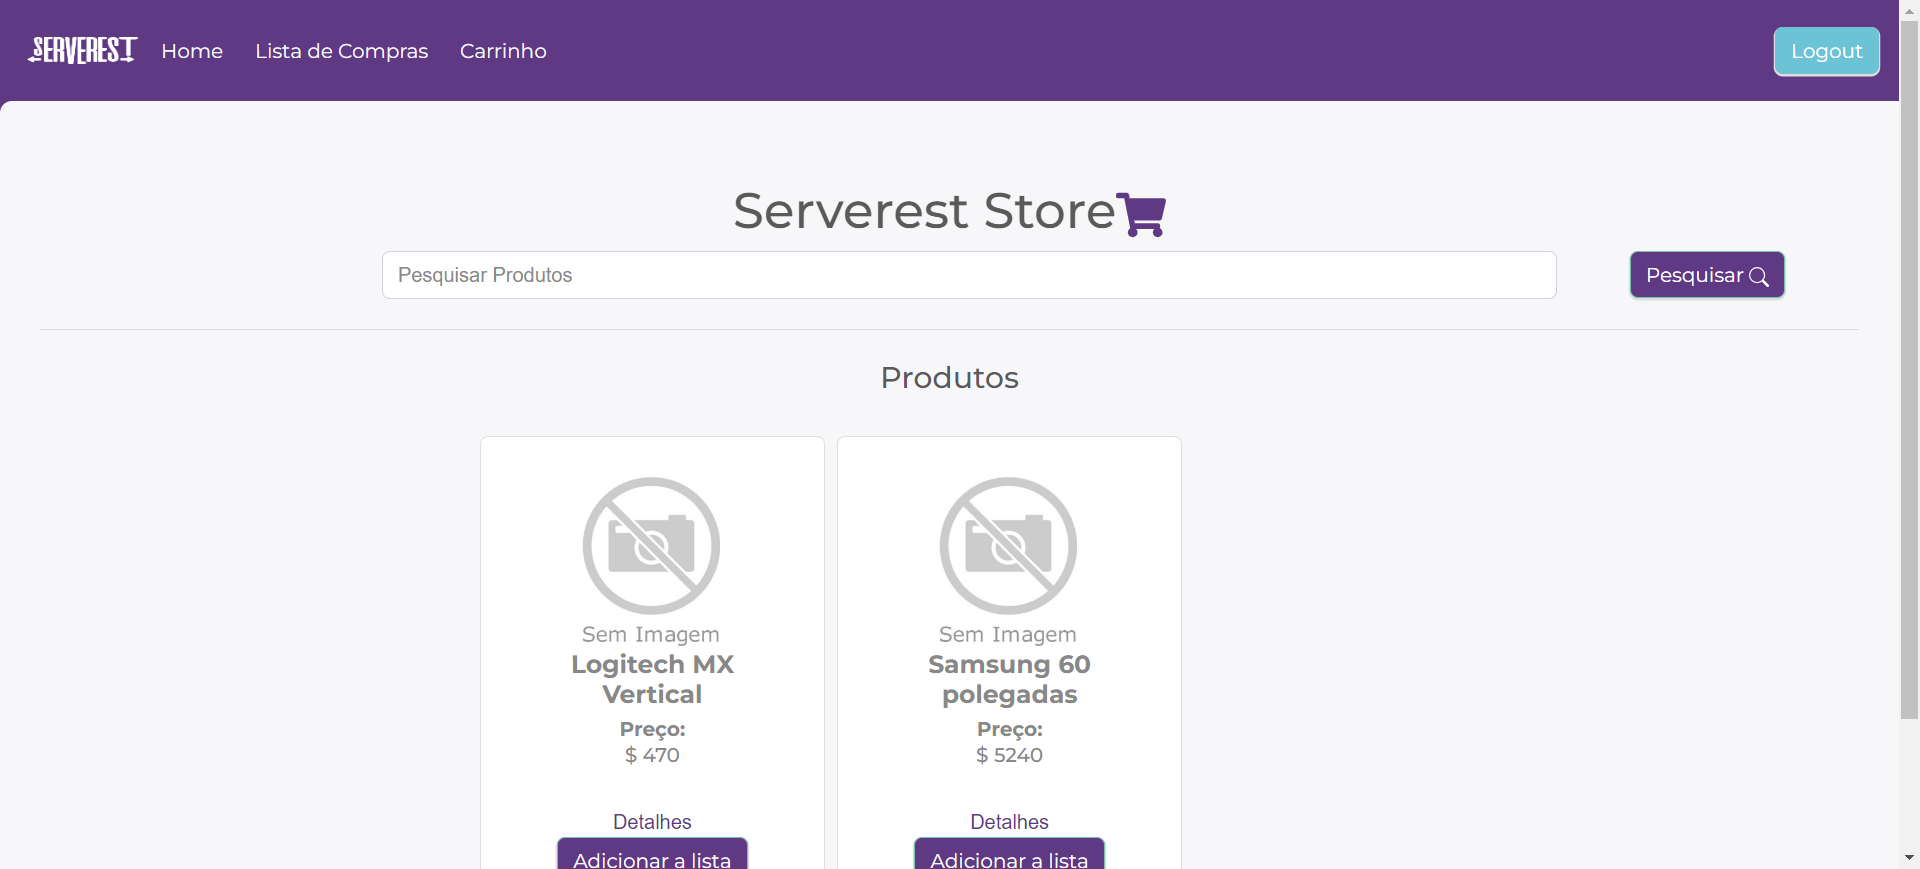 SERVEREST Home Lista de Compras Carrinho Logout
Serverest Store
Pesquisar Produtos Pesquisar
Produtos
Sem Imagem
Logitech MX
Vertical
Preço:
$ 470
Detalhes
Adicionar a lista
Sem Imagem
Samsung 60
polegadas
Preço:
$ 5240
Detalhes
Adicionar a lista